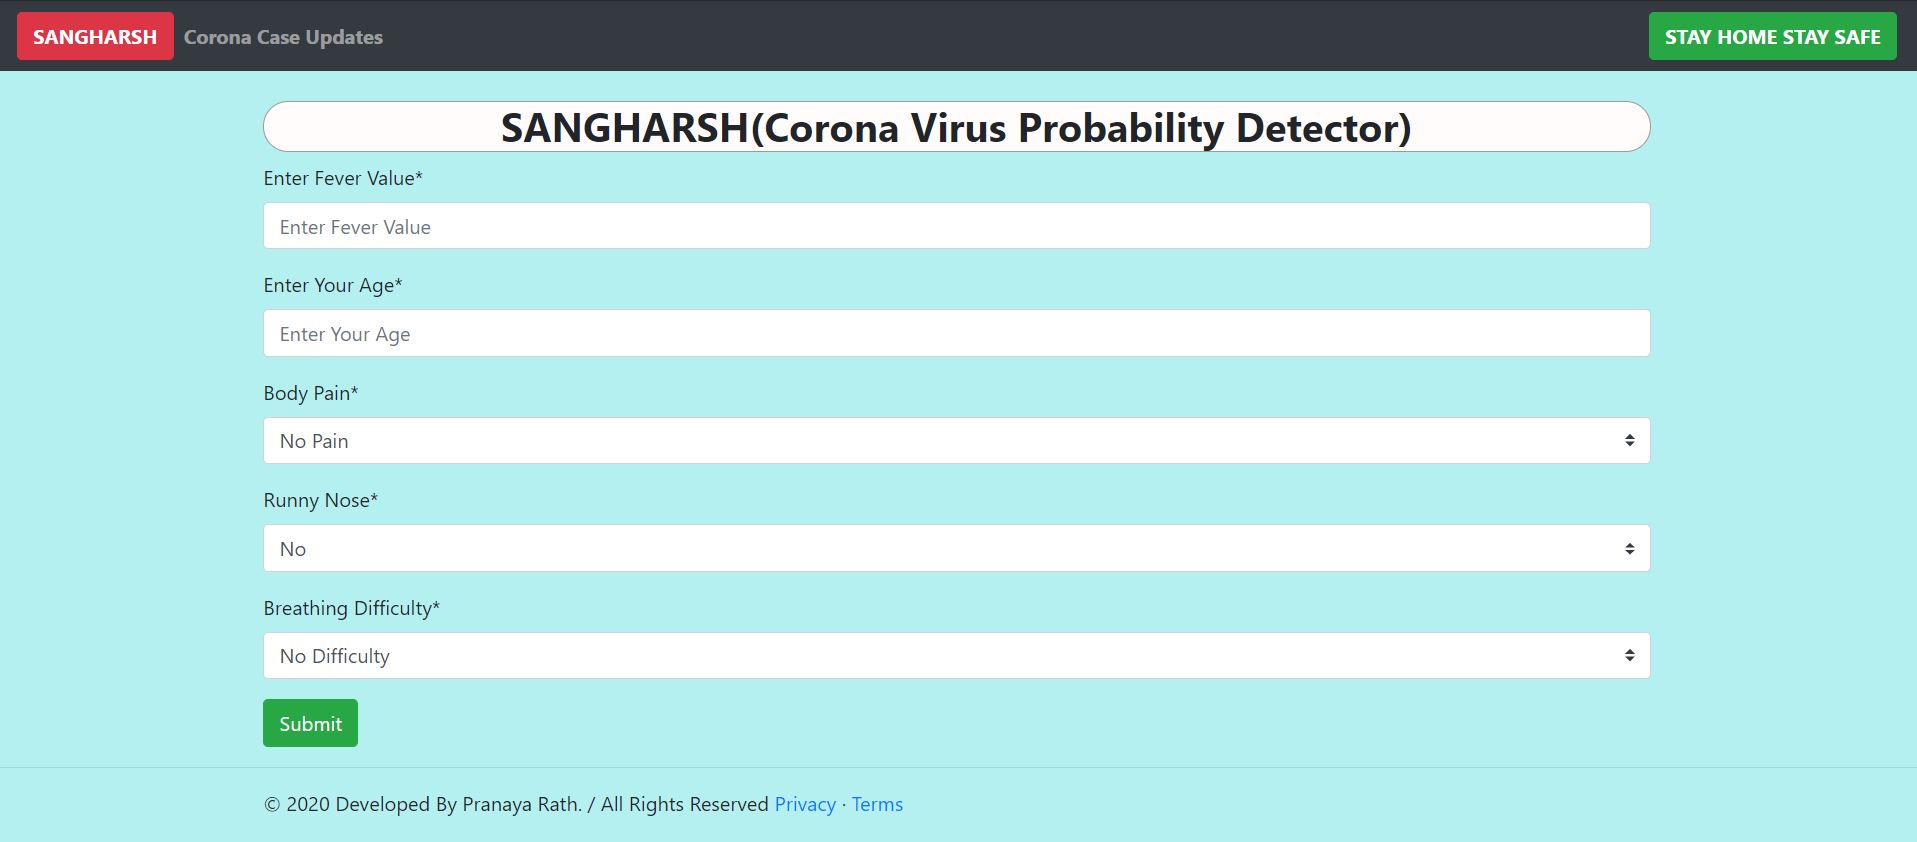 SANGHARSH Corona Case Updates STAY HOME STAY SAFE
SANGHARSH(Corona Virus Probability Detector)
Enter Fever Value*
Enter Fever Value
Enter Your Age*
Enter Your Age
Body Pain*
No Pain
Runny Nose*
No
Breathing Difficulty*
No Difficulty
Submit
© 2020 Developed By Pranaya Rath. / All Rights Reserved Privacy · Terms